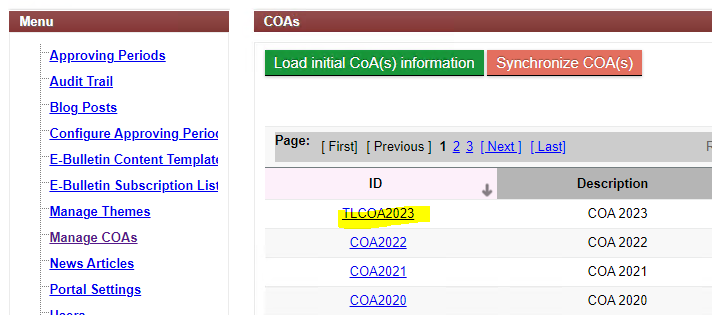 Menu
Approving Periods
Audit Trail
Blog Posts
Configure Approving Perio
E-Bulletin Content Template
E-Bulletin Subscription List
Manage Themes
Manage COAs
News Articles
Portal Settings
Users
COAs
Load initial CoA(s) information Synchronize COA(s)
Page: [ First] [ Previous ] 1 2 3 [ Next ] [ Last]
ID Description
TLCOA2023 COA 2023
COA2022 COA 2022
COA2021 COA 2021
COA2020 COA 2020